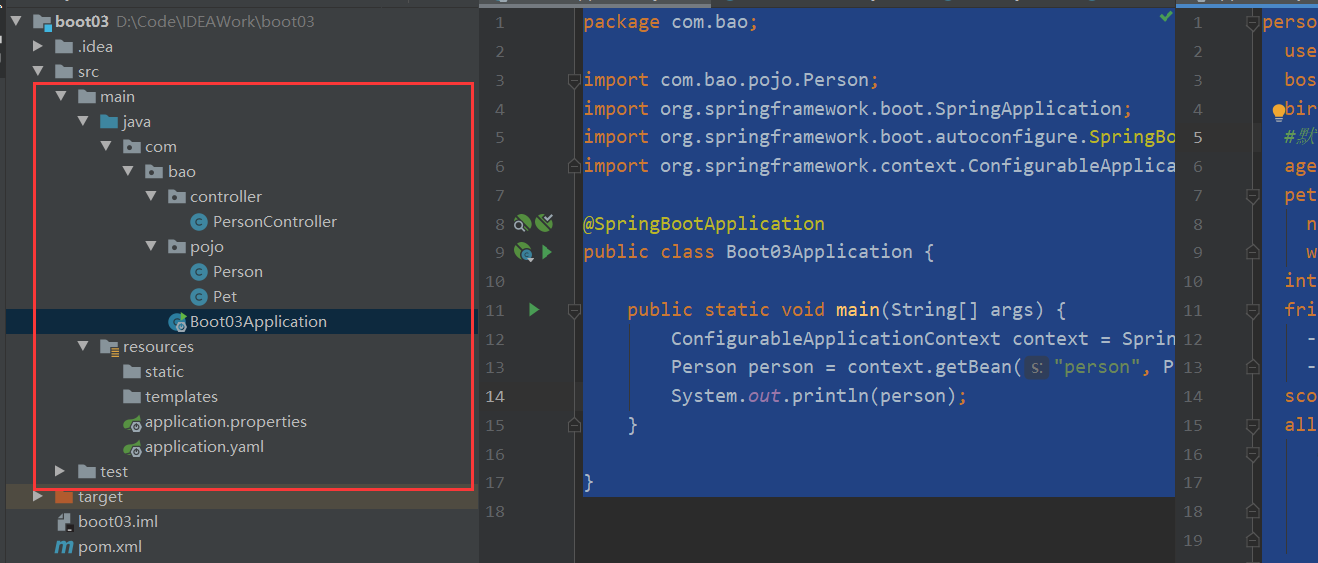 boot03 D:\Code\IDEAWork\boot03
.idea
src
main
java
com
bao
controller
PersonController
pojo
Person
Pet
Boot03Application
resources
static
templates
application.properties
application.yaml
test
target
boot03.iml
pom.xml
1 package com.bao;
2
3 import com.bao.pojo.Person;
4 import org.springframework.boot.SpringApplication;
5 import org.springframework.boot.autoconfigure.SpringBo
6 import org.springframework.context.ConfigurableApplica
7
8 @SpringBootApplication
9 public class Boot03Application {
10
11 public static void main(String[] args) {
12 ConfigurableApplicationContext context = Sprin
13 Person person = context.getBean( s: "person", P
14 System.out.println(person);
15 }
16
17 }
18
1 perso
2 use
3 bos
4 bir
5 #默
6 age
7 pet
8 n
9 w
10 int
11 fri
12 -
13 -
14 sco
15 all
16
17
18
19